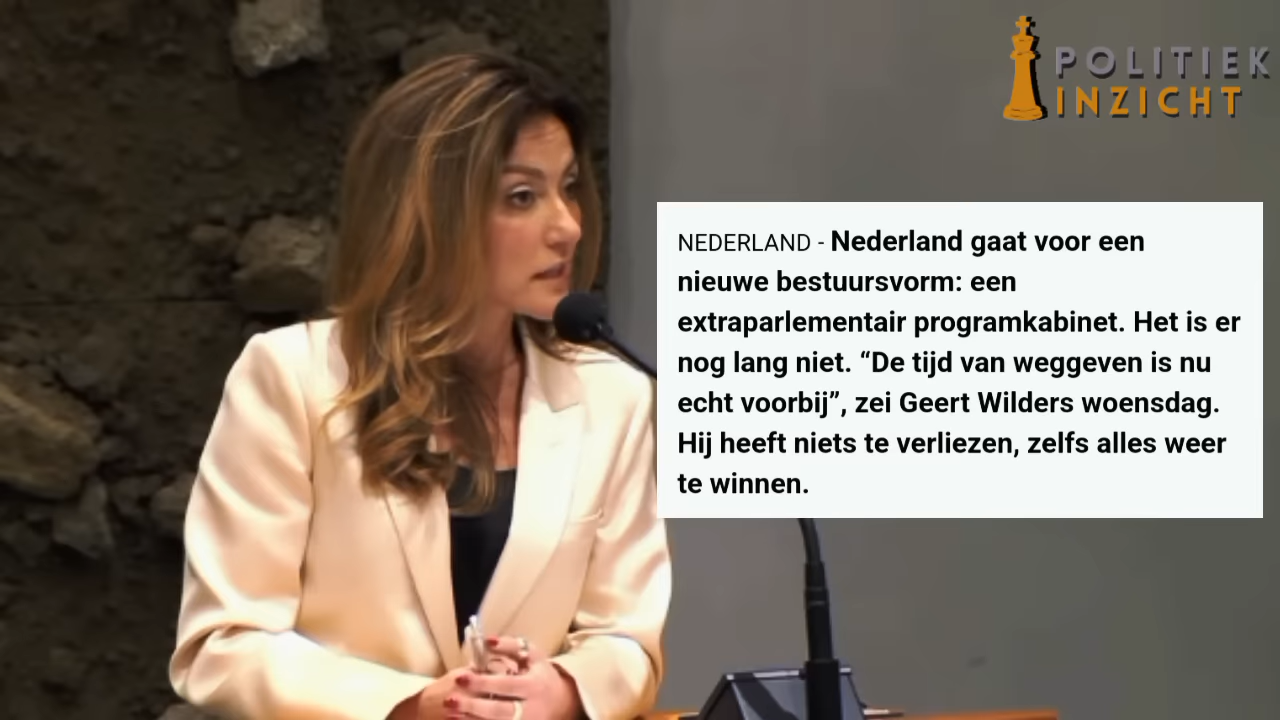 POLITIEK
INZICHT
NEDERLAND - Nederland gaat voor een
nieuwe bestuursvorm: een
extraparlementair programkabinet. Het is er
nog lang niet. “De tijd van weggeven is nu
echt voorbij”, zei Geert Wilders woensdag.
Hij heeft niets te verliezen, zelfs alles weer
te winnen.